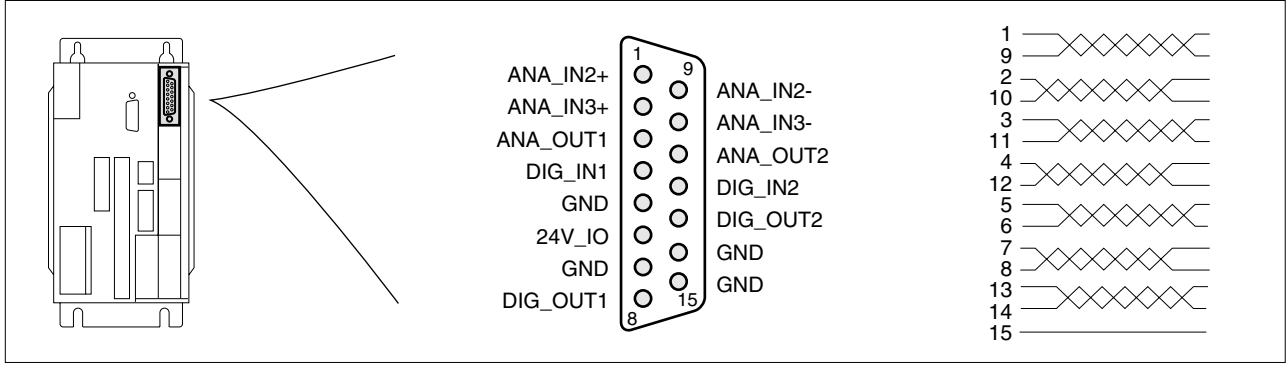 1
9
ANA_IN2+
ANA_IN2-
ANA_IN3+
ANA_IN3-
ANA_OUT1
ANA_OUT2
DIG_IN1
DIG_IN2
GND
DIG_OUT2
24V_IO
GND
GND
GND
DIG_OUT1
15
8
1
9
2
10
3
11
4
12
5
6
7
8
13
14
15